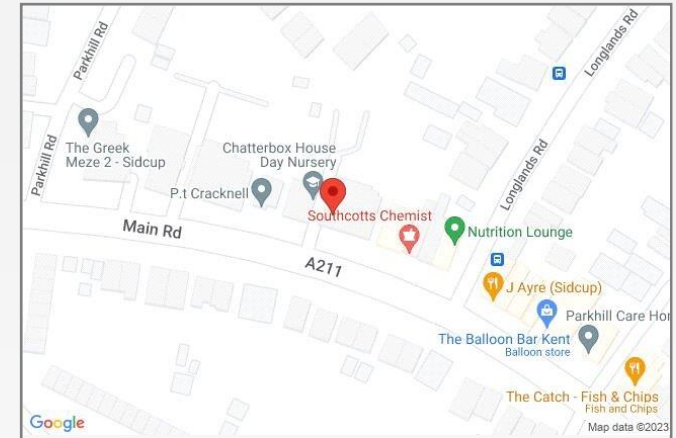 Parkhill Rd
Longlands Rd
The Greek
Meze 2 - Sidcup
Chatterbox House
Day Nursery
Parkhill Rd
P.t Cracknell
Longlands Rd
Southcotts Chemist
Main Rd
Nutrition Lounge
A211
J Ayre (Sidcup)
Parkhill Care Hor
The Balloon Bar Kent
Balloon store
The Catch - Fish & Chips
Fish and Chips
Google
Map data ©2023